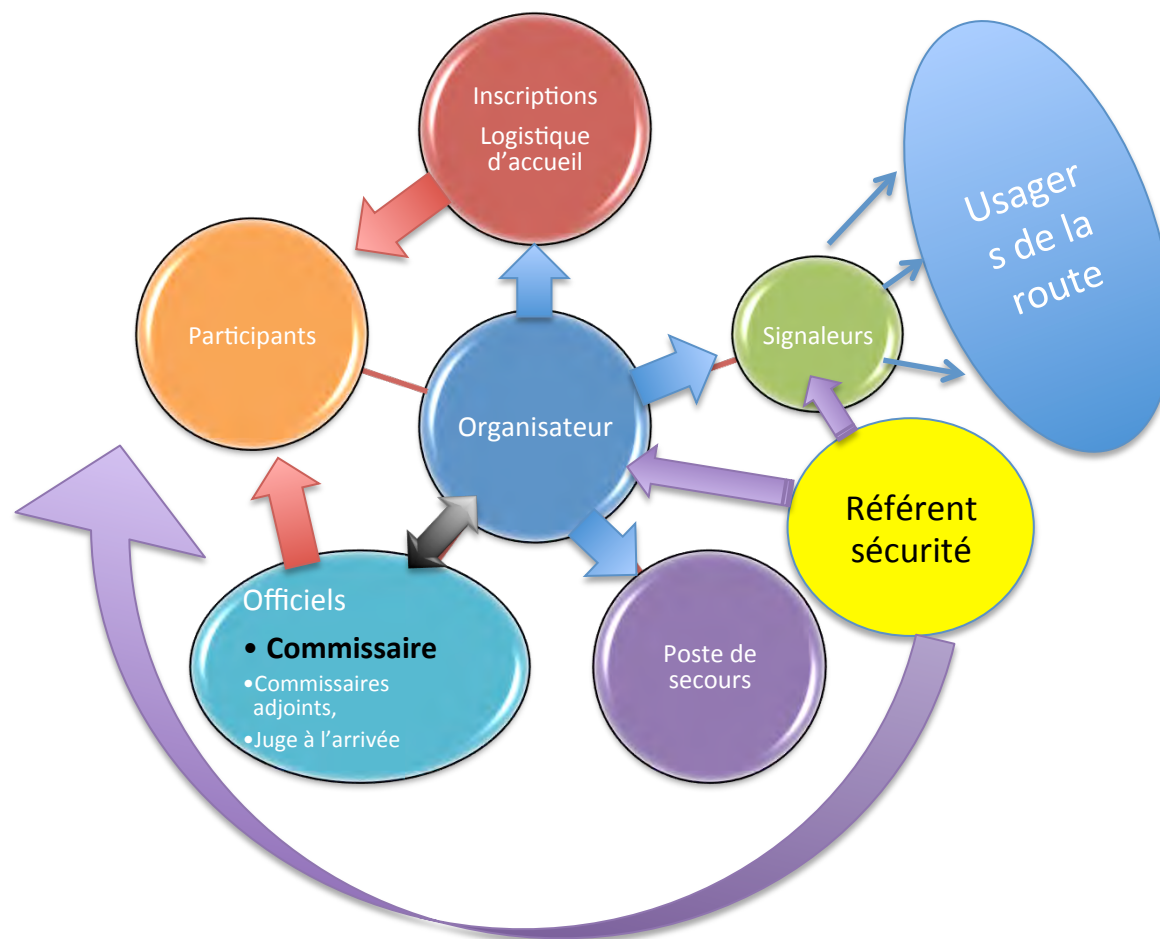 Inscriptions
Logistique
d’accueil
Usager
s de la
route
Participants
Signaleurs
Organisateur
Référent
sécurité
Officiels
• Commissaire
•Commissaires
adjoints,
•Juge à l’arrivée
Poste de
secours